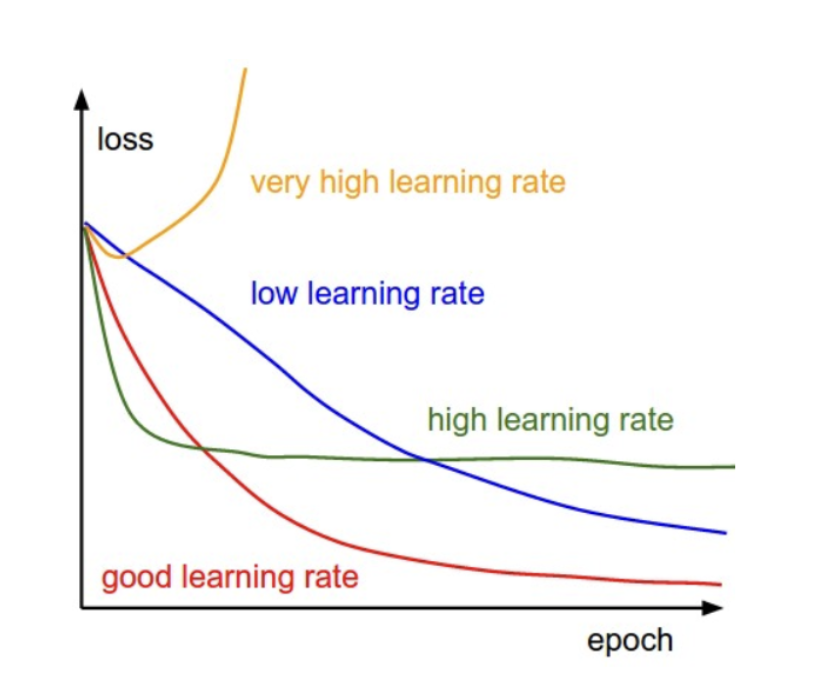 loss
very high learning rate
low learning rate
high learning rate
good learning rate
epoch